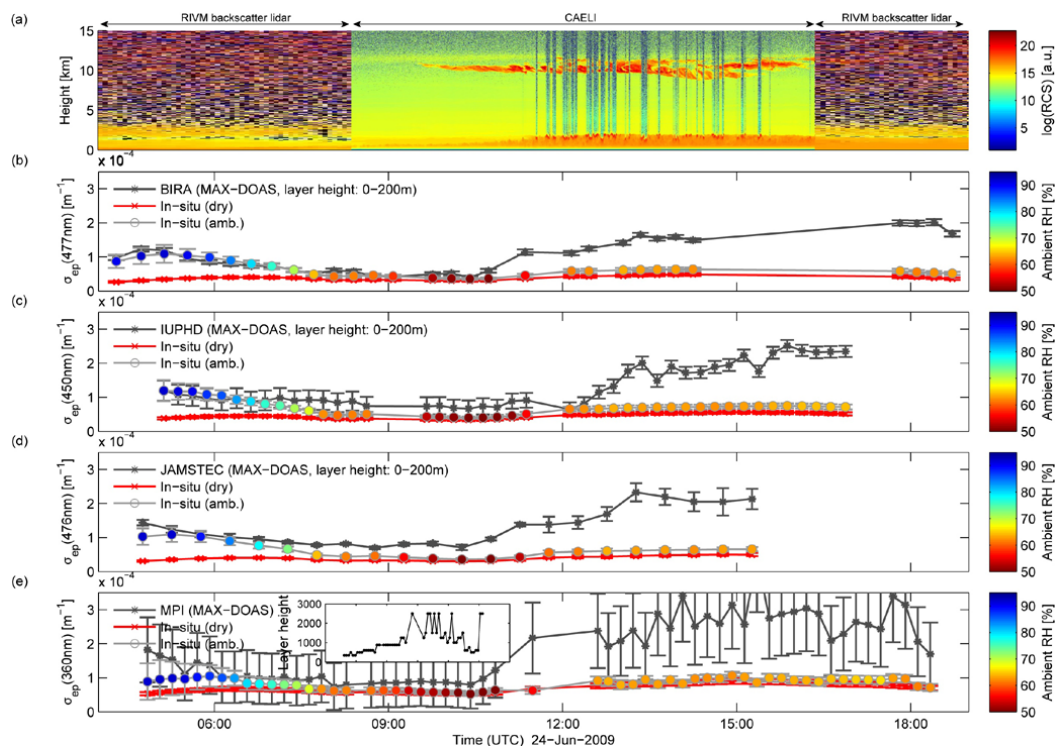 (a)
RIVM backscatter lidar
CAELI
RIVM backscatter lidar
Height [km]
15
10
5
0
log(RCS) [a.u.]
20
15
10
5
(b)
x 10⁻⁴
σep(477nm) [m⁻¹]
3
2
1
0
BIRA (MAX−DOAS, layer height: 0−200m)
In−situ (dry)
In−situ (amb.)
Ambient RH [%]
90
80
70
60
50
(c)
x 10⁻⁴
σep(450nm) [m⁻¹]
3
2
1
0
IUPHD (MAX−DOAS, layer height: 0−200m)
In−situ (dry)
In−situ (amb.)
Ambient RH [%]
90
80
70
60
50
(d)
x 10⁻⁴
σep(476nm) [m⁻¹]
3
2
1
0
JAMSTEC (MAX−DOAS, layer height: 0−200m)
In−situ (dry)
In−situ (amb.)
Ambient RH [%]
90
80
70
60
50
(e)
x 10⁻⁴
σep(360nm) [m⁻¹]
3
2
1
0
MPI (MAX−DOAS)
In−situ (dry)
In−situ (amb.)
Layer height
3000
2000
1000
0
Ambient RH [%]
90
80
70
60
50
06:00
09:00
12:00
15:00
18:00
Time (UTC) 24−Jun−2009